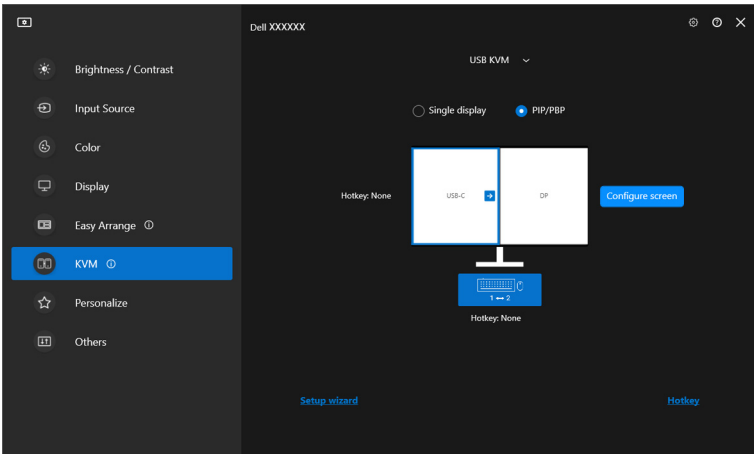 Dell XXXXXX
USB KVM
Brightness / Contrast
Input Source
Color
Display
Easy Arrange
KVM
Personalize
Others
Single display
PIP/PBP
Hotkey: None
USB-C
DP
Configure screen
1 ↔ 2
Hotkey: None
Setup wizard
Hotkey